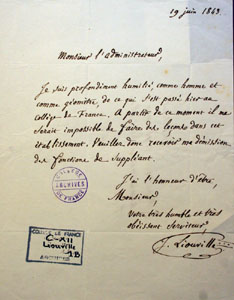 19 juin 1843.
Monsieur l'administrateur,
Je suis profondément humilié, comme homme et
comme géomètre, de ce qui s'est passé hier au
collège de France. A partir de ce moment il me
serait impossible de faire des leçons dans cet
établissement. Veuillez donc recevoir ma démission
des fonctions de Suppléant.
J'ai l'honneur d'être,
Monsieur,
Votre très humble et très
obéissant Serviteur,
J. Liouville
COLLÈGE
ARCHIVES
DE FRANCE
COLLEGE DE FRANCE
C-XII
Liouville
ARCHIVES